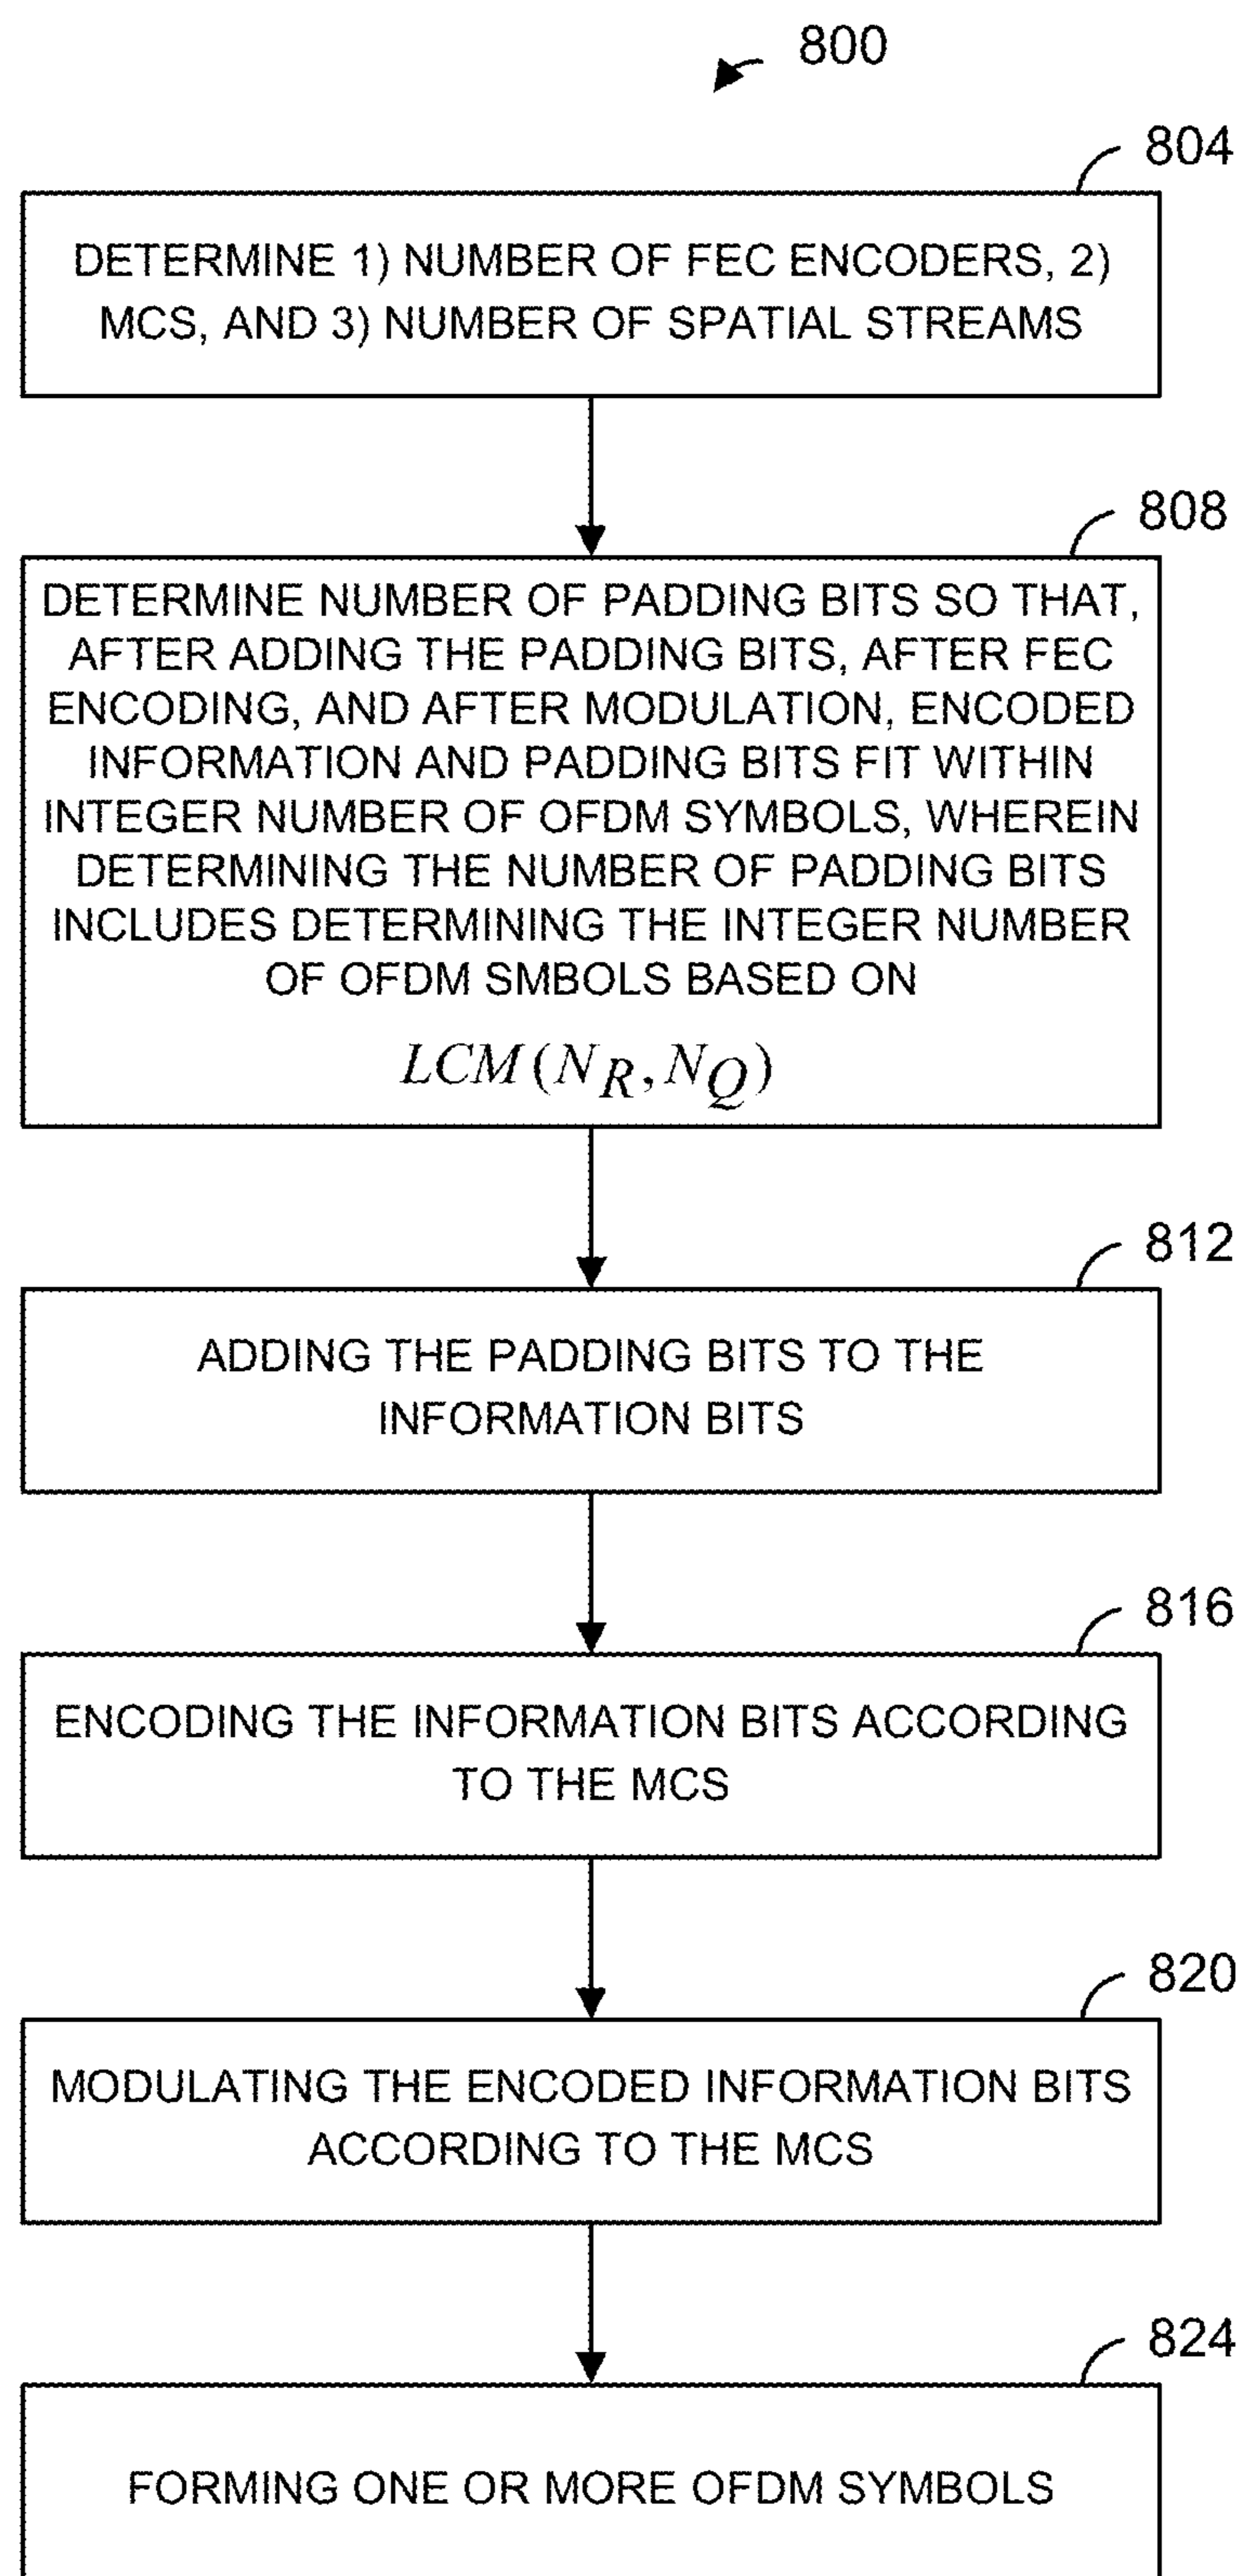 800
804
DETERMINE 1) NUMBER OF FEC ENCODERS, 2)
MCS, AND 3) NUMBER OF SPATIAL STREAMS
808
DETERMINE NUMBER OF PADDING BITS SO THAT,
AFTER ADDING THE PADDING BITS, AFTER FEC
ENCODING, AND AFTER MODULATION, ENCODED
INFORMATION AND PADDING BITS FIT WITHIN
INTEGER NUMBER OF OFDM SYMBOLS, WHEREIN
DETERMINING THE NUMBER OF PADDING BITS
INCLUDES DETERMINING THE INTEGER NUMBER
OF OFDM SMBOLS BASED ON
LCM(N_R, N_Q)
812
ADDING THE PADDING BITS TO THE
INFORMATION BITS
816
ENCODING THE INFORMATION BITS ACCORDING
TO THE MCS
820
MODULATING THE ENCODED INFORMATION BITS
ACCORDING TO THE MCS
824
FORMING ONE OR MORE OFDM SYMBOLS